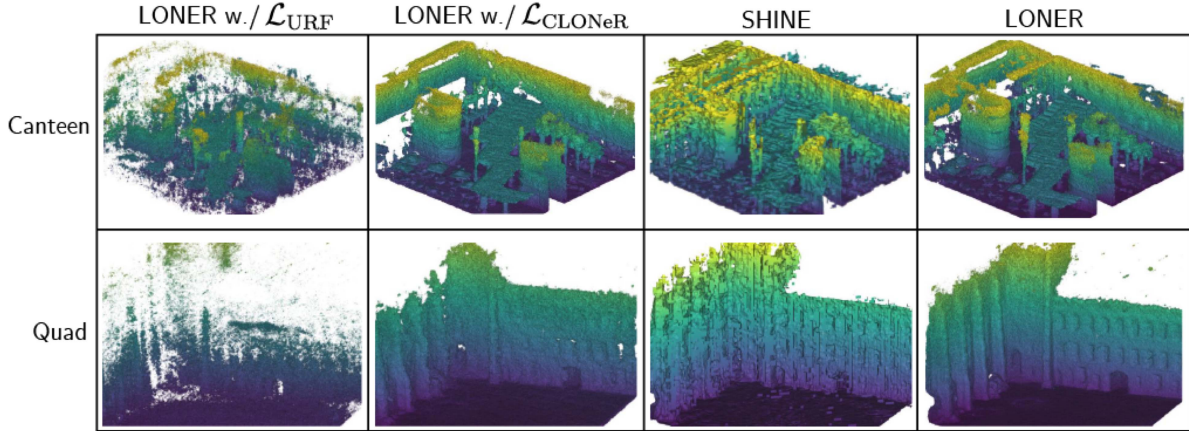 LONER w./ 𝓛URF LONER w./ 𝓛CLONeR SHINE LONER
Canteen
Quad